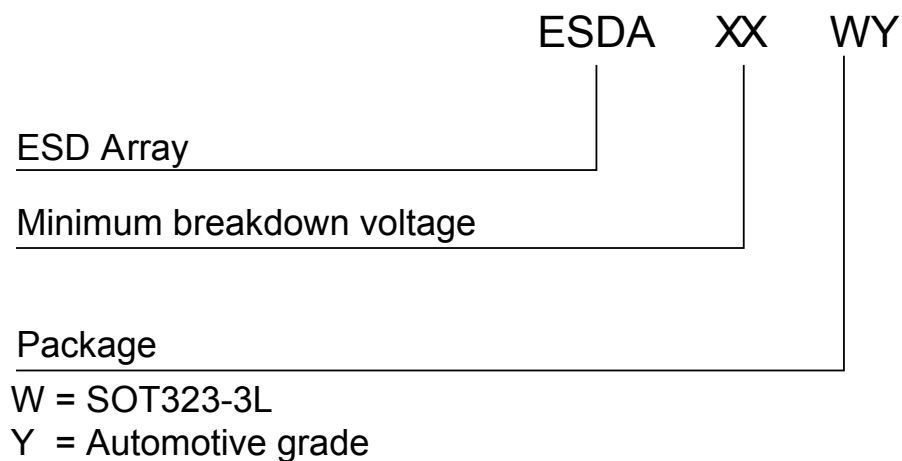 ESDA XX WY
ESD Array
Minimum breakdown voltage
Package
W = SOT323-3L
Y = Automotive grade